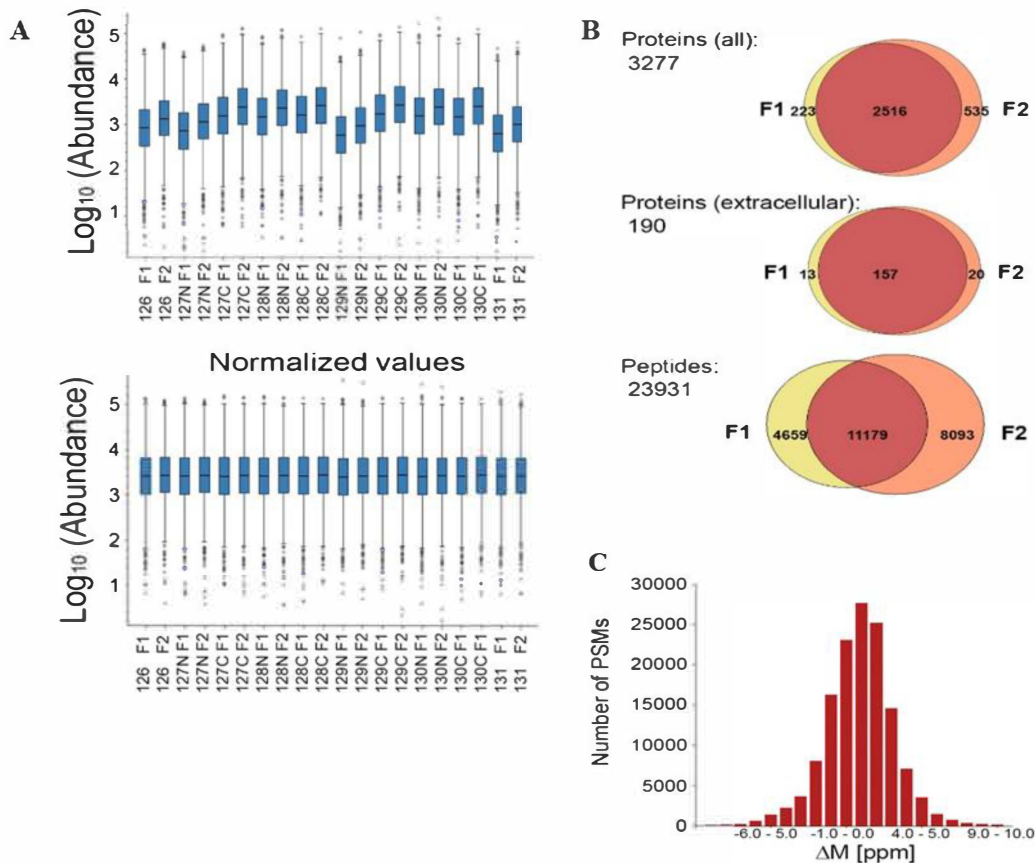 A
Log10 (Abundance)
5
4
3
2
1
126 F1
126 F2
127N F1
127N F2
127C F1
127C F2
128N F1
128N F2
128C F1
128C F2
129N F1
129N F2
129C F1
129C F2
130N F1
130N F2
130C F1
130C F2
131 F1
131 F2
Normalized values
Log10 (Abundance)
5
4
3
2
1
126 F1
126 F2
127N F1
127N F2
127C F1
127C F2
128N F1
128N F2
128C F1
128C F2
129N F1
129N F2
129C F1
129C F2
130N F1
130N F2
130C F1
130C F2
131 F1
131 F2
B
Proteins (all):
3277
F1 223 2516 535 F2
Proteins (extracellular):
190
F1 13 157 20 F2
Peptides:
23931
F1 4659 11179 8093 F2
C
Number of PSMs
30000
25000
20000
15000
10000
5000
0
-6.0 - 5.0 -1.0 - 0.0 4.0 - 5.0 9.0 - 10.0
ΔM [ppm]